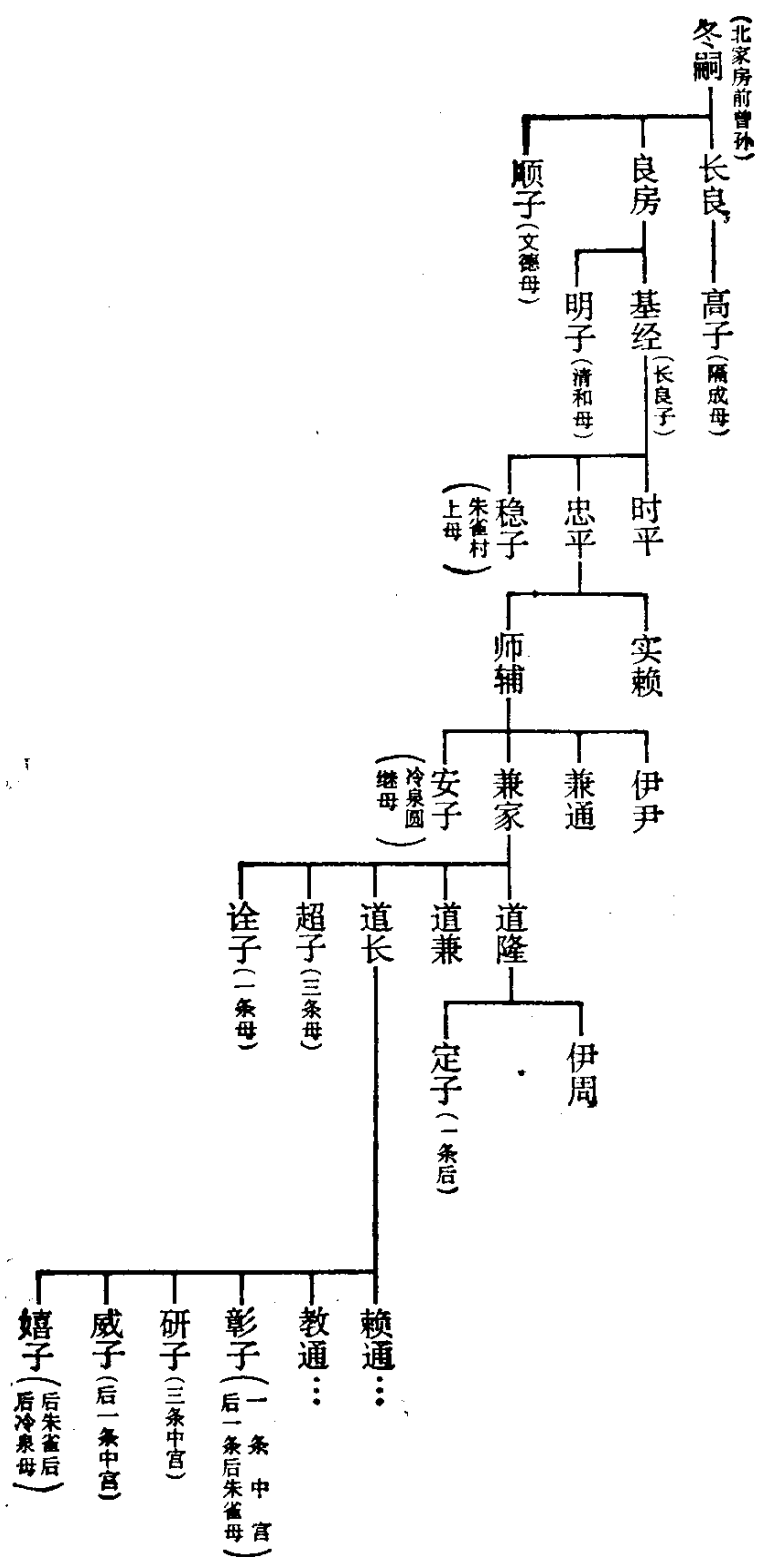 (北家房前曾孙)
冬嗣
长良
良房
顺子(文德母)
高子(隔成母)
基经(长良子)
明子(清和母)
时平
忠平
稳子(朱雀村
上母)
实赖
师辅
伊尹
兼通
兼家
安子(冷泉圆
继母)
道隆
道兼
道长
超子(三条母)
诠子(一条母)
伊周
定子(一条后)
赖通…
教通…
彰子(一条中宫
后一条后朱雀母)
研子(三条中宫)
威子(后一条中宫)
嬉子(后朱雀后
后冷泉母)